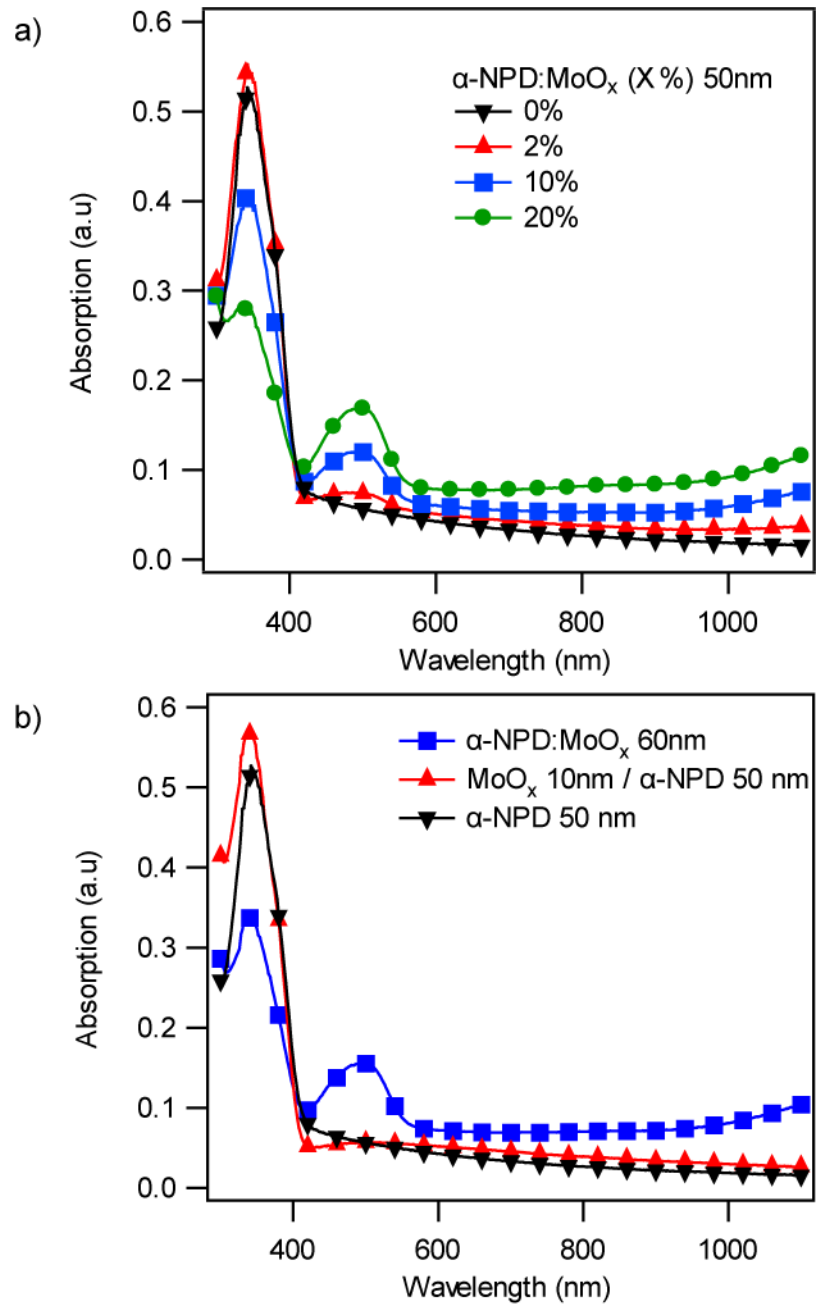 a)
0.6
0.5
0.4
0.3
0.2
0.1
0.0
Absorption (a.u)
α-NPD:MoOₓ (X %) 50nm
0%
2%
10%
20%
400
600
800
1000
Wavelength (nm)
b)
0.6
0.5
0.4
0.3
0.2
0.1
0.0
Absorption (a.u)
α-NPD:MoOₓ 60nm
MoOₓ 10nm / α-NPD 50 nm
α-NPD 50 nm
400
600
800
1000
Wavelength (nm)